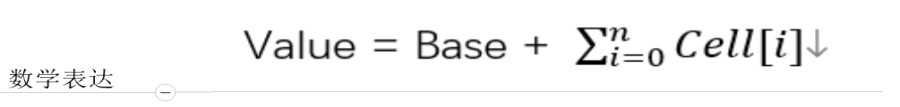 Value = Base + ∑ⁿᵢ₌₀ Cell[i]↓
数学表达